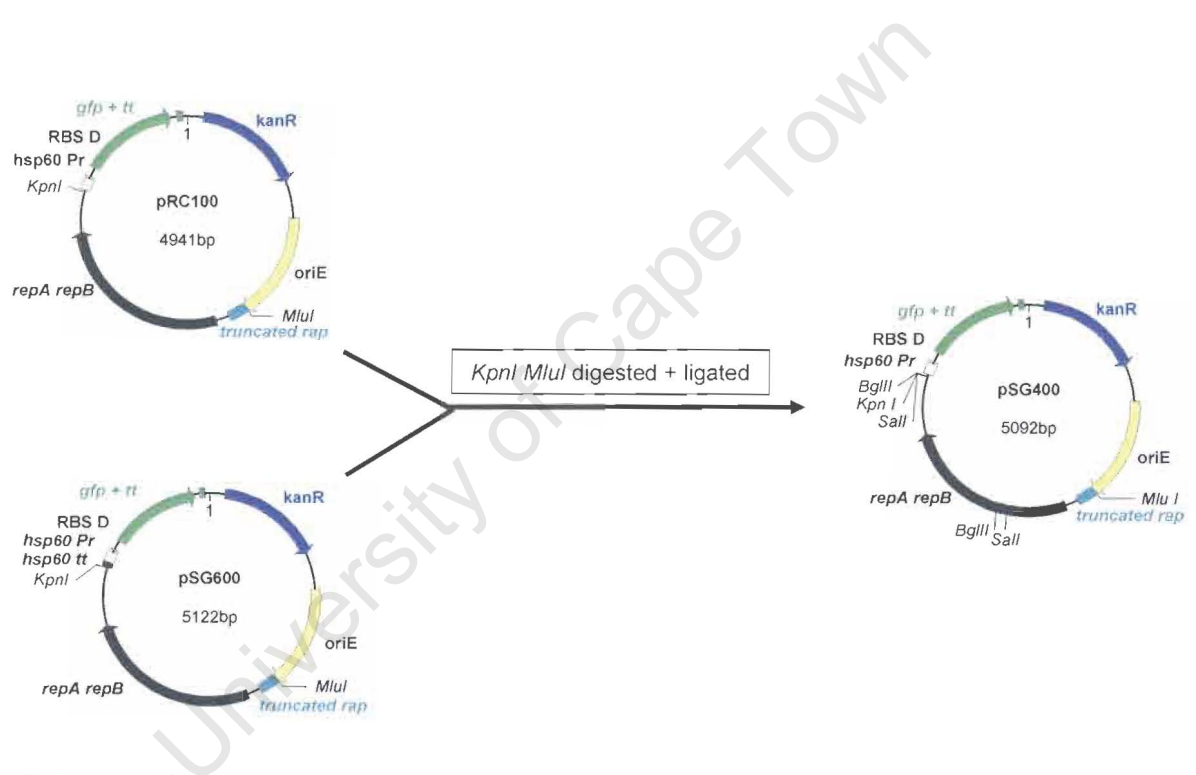 gfp + tt
RBS D
hsp60 Pr
KpnI
1
kanR
pRC100
4941bp
oriE
repA repB
MluI
truncated rap
KpnI MluI digested + ligated
gfp + tt
RBS D
hsp60 Pr
hsp60 tt
KpnI
1
kanR
pSG600
5122bp
oriE
repA repB
MluI
truncated rap
gfp + tt
RBS D
hsp60 Pr
BglII
Kpn I
SalI
1
kanR
pSG400
5092bp
oriE
repA repB
Mlu I
truncated rap
BglII
SalI
University of Cape Town